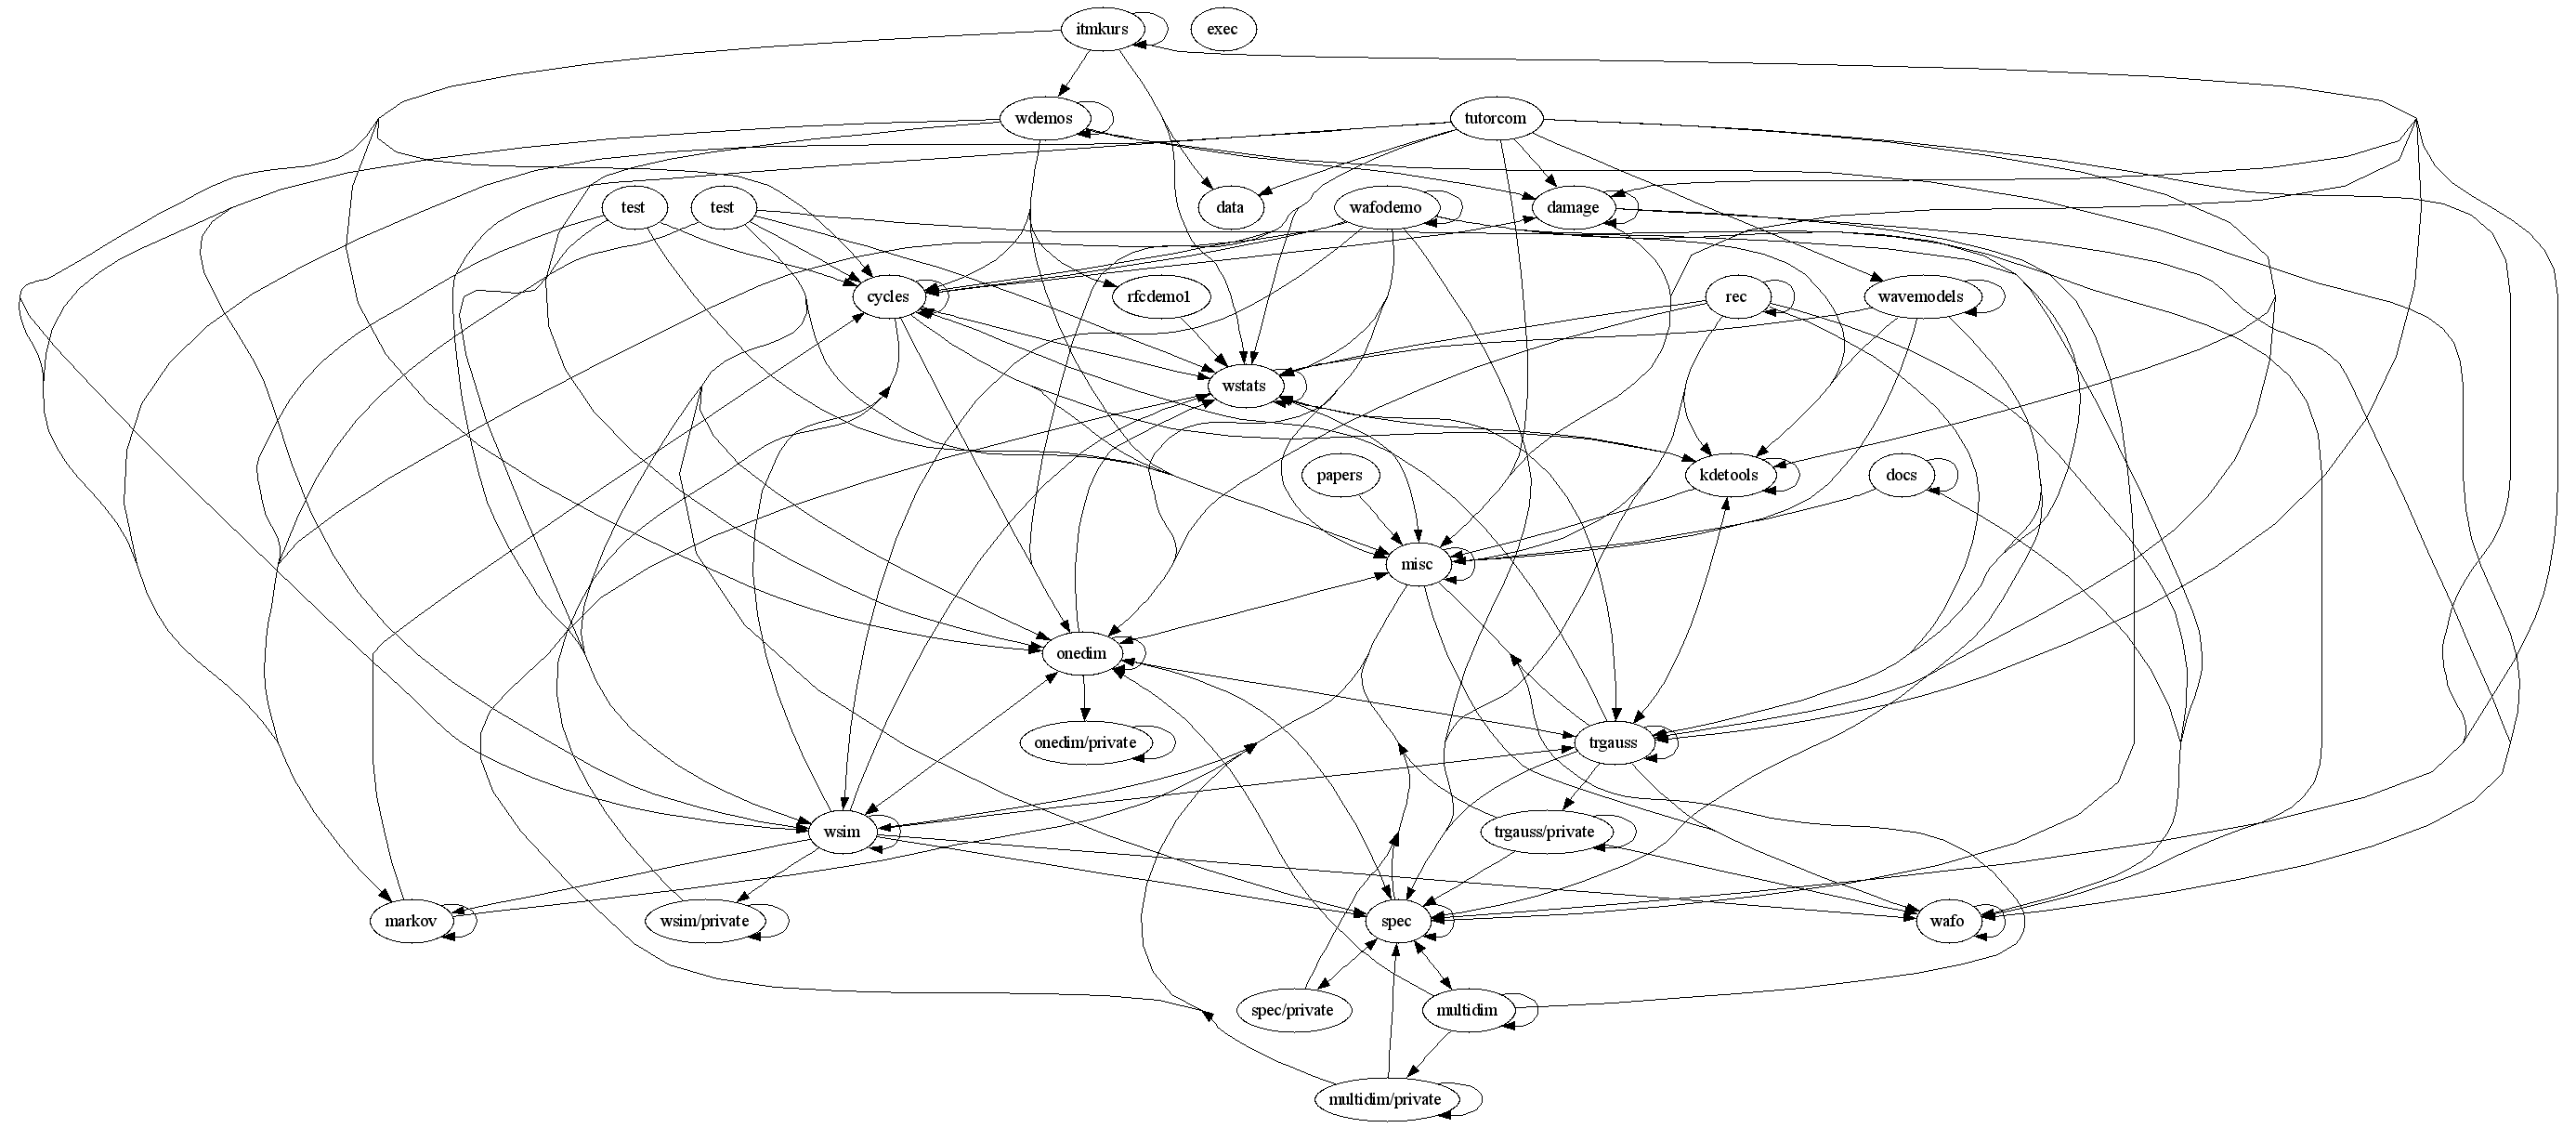 itmkurs
exec
wdemos
tutorcom
test
test
data
wafodemo
damage
cycles
rfcdemo1
rec
wavemodels
wstats
papers
kdetools
docs
misc
onedim
onedim/private
trgauss
wsim
trgauss/private
markov
wsim/private
spec
wafo
spec/private
multidim
multidim/private